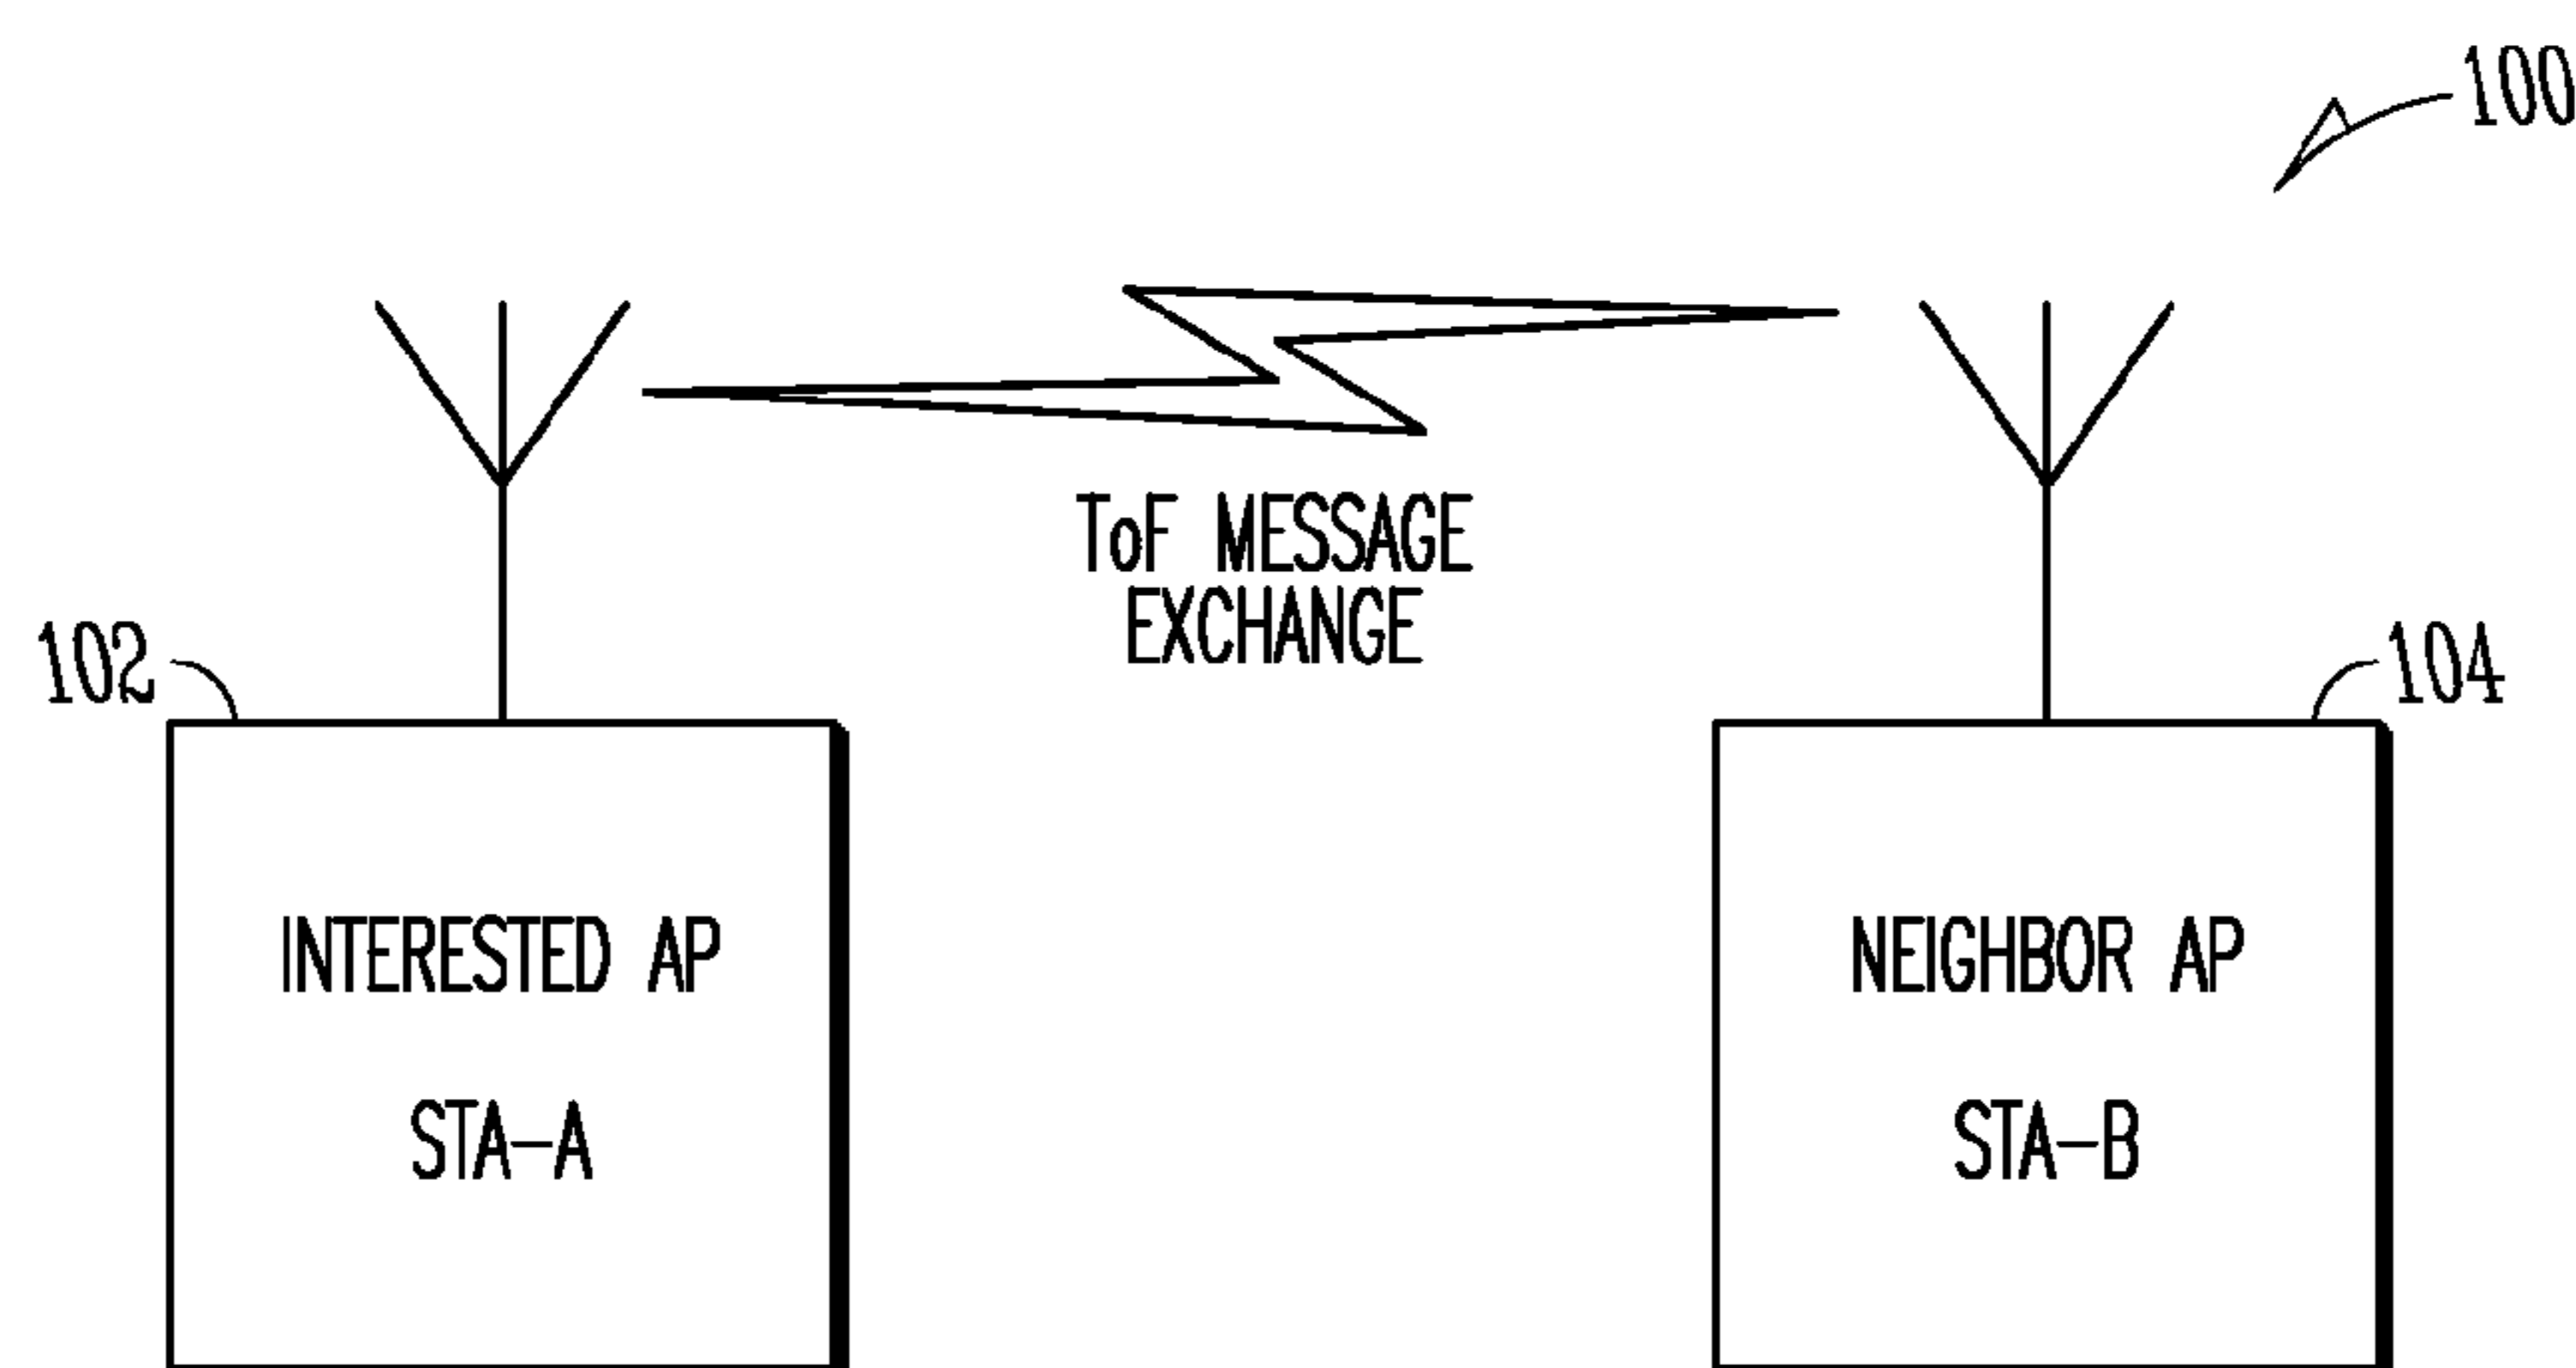 100
ToF MESSAGE
EXCHANGE
102
104
INTERESTED AP
STA-A
NEIGHBOR AP
STA-B